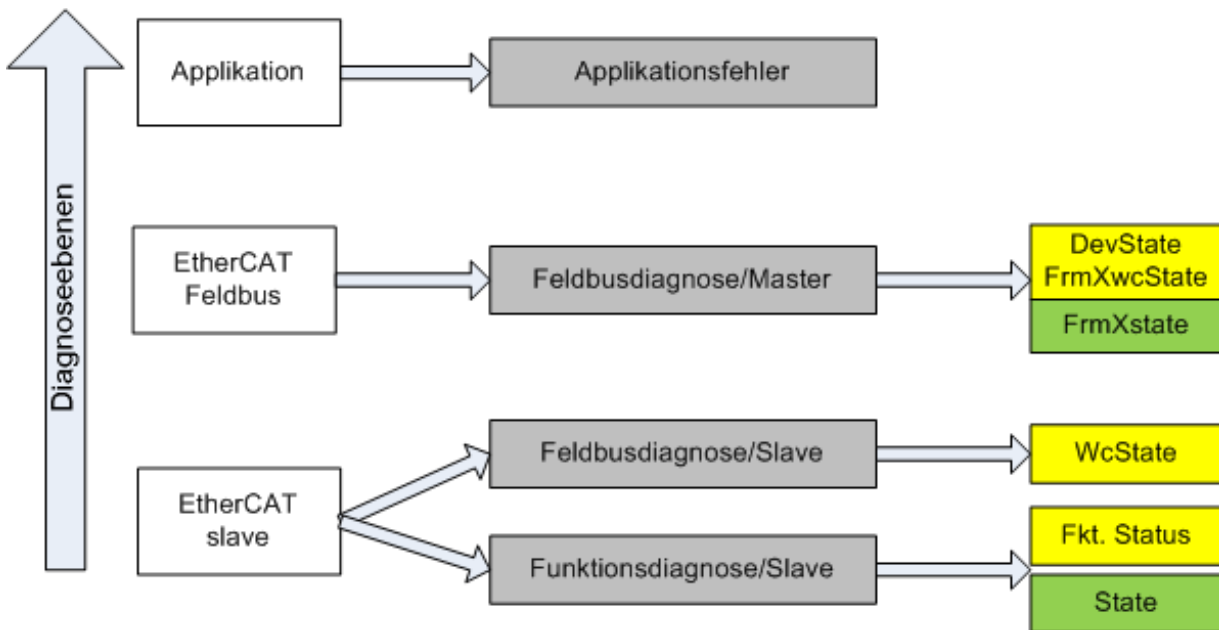 Diagnoseebenen
Applikation
Applikationsfehler
EtherCAT
Feldbus
Feldbusdiagnose/Master
DevState
FrmXwcState
FrmXstate
EtherCAT
slave
Feldbusdiagnose/Slave
WcState
Funktionsdiagnose/Slave
Fkt. Status
State